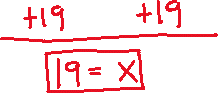 +19 +19
19 = x